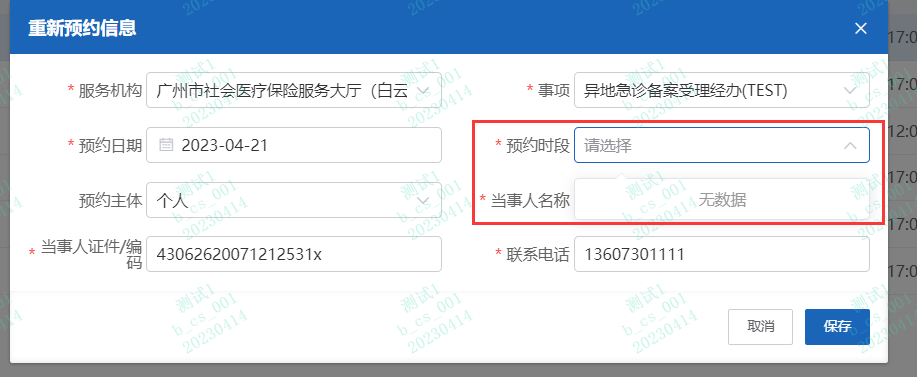 重新预约信息
17:0
* 服务机构 广州市社会医疗保险服务大厅（白云
* 事项 异地急诊备案受理经办(TEST)
17:0
* 预约日期 2023-04-21
* 预约时段 请选择
12:0
17:0
预约主体 个人
* 当事人名称 无数据
17:0
* 当事人证件/编码 43062620071212531x
* 联系电话 13607301111
17:0
取消 保存
测试1
b_cs_001
20230414